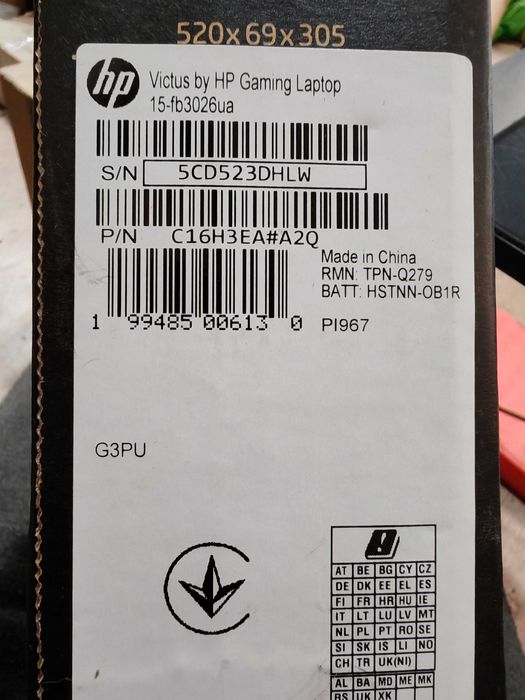 520x69x305
hp
Victus by HP Gaming Laptop
15-fb3026ua
S/N 5CD523DHLW
P/N C16H3EA#A2Q
Made in China
RMN: TPN-Q279
BATT: HSTNN-OB1R
1 99485 00613 0 PI967
G3PU
AT BE BG CY CZ
DE DK EE EL ES
FI FR HR HU IE
IT LT LU LV MT
NL PL PT RO SE
SI SK IS LI NO
CH TR UK(NI)
AL BA MD ME MK
RS UK XK